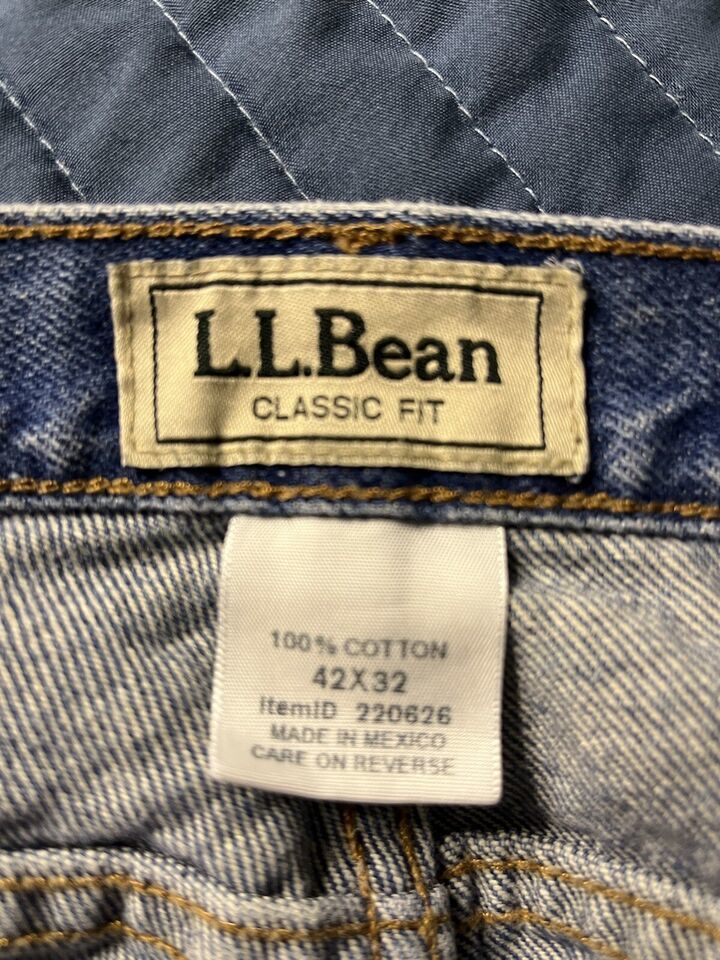 L.L.Bean
CLASSIC FIT
100% COTTON
42X32
ItemID 220626
MADE IN MEXICO
CARE ON REVERSE